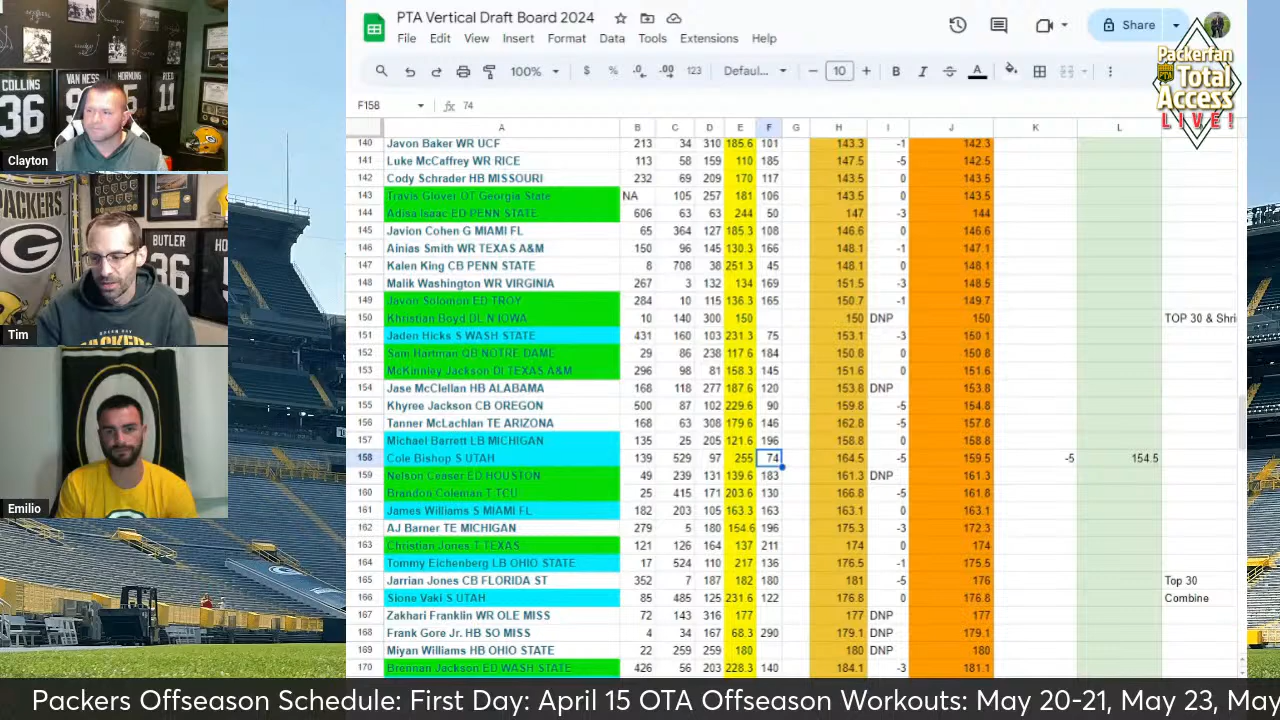 PTA Vertical Draft Board 2024
File Edit View Insert Format Data Tools Extensions Help
Share
Packerfan
PTA Total
Access
LIVE!
100% $ % .0 .00 123 Defaul... 10 B I A
F158 fx 74
A B C D E F G H I J K L
140 Javon Baker WR UCF 213 34 310 185.6 101 143.3 -1 142.3
141 Luke McCaffrey WR RICE 113 58 159 110 185 147.5 -5 142.5
142 Cody Schrader HB MISSOURI 232 69 209 170 117 143.5 0 143.5
143 Travis Glover OT Georgia State NA 105 257 181 106 143.5 0 143.5
144 Adisa Isaac ED PENN STATE 606 63 63 244 50 147 -3 144
145 Javion Cohen G MIAMI FL 65 364 127 185.3 108 146.6 0 146.6
146 Ainias Smith WR TEXAS A&M 150 96 145 130.3 166 148.1 -1 147.1
147 Kalen King CB PENN STATE 8 708 38 251.3 45 148.1 0 148.1
148 Malik Washington WR VIRGINIA 267 3 132 134 169 151.5 -3 148.5
149 Javon Solomon ED TROY 284 10 115 136.3 165 150.7 -1 149.7
150 Khristian Boyd DL N IOWA 10 140 300 150 150 DNP 150 TOP 30 & Shri
151 Jaden Hicks S WASH STATE 431 160 103 231.3 75 153.1 -3 150.1
152 Sam Hartman QB NOTRE DAME 29 86 238 117.6 184 150.8 0 150.8
153 McKinnley Jackson DI TEXAS A&M 296 98 81 158.3 145 151.6 0 151.6
154 Jase McClellan HB ALABAMA 168 118 277 187.6 120 153.8 DNP 153.8
155 Khyree Jackson CB OREGON 500 87 102 229.6 90 159.8 -5 154.8
156 Tanner McLachlan TE ARIZONA 168 63 308 179.6 146 162.8 -5 157.8
157 Michael Barrett LB MICHIGAN 135 25 205 121.6 196 158.8 0 158.8
158 Cole Bishop S UTAH 139 529 97 255 74 164.5 -5 159.5 -5 154.5
159 Nelson Ceaser ED HOUSTON 49 239 131 139.6 183 161.3 DNP 161.3
160 Brandon Coleman T TCU 25 415 171 203.6 130 166.8 -5 161.8
161 James Williams S MIAMI FL 182 203 105 163.3 163 163.1 0 163.1
162 AJ Barner TE MICHIGAN 279 5 180 154.6 196 175.3 -3 172.3
163 Christian Jones T TEXAS 121 126 164 137 211 174 0 174
164 Tommy Eichenberg LB OHIO STATE 17 524 110 217 136 176.5 -1 175.5
165 Jarrian Jones CB FLORIDA ST 352 7 187 182 180 181 -5 176 Top 30
166 Sione Vaki S UTAH 85 485 125 231.6 122 176.8 0 176.8 Combine
167 Zakhari Franklin WR OLE MISS 72 143 316 177 177 DNP 177
168 Frank Gore Jr. HB SO MISS 4 34 167 68.3 290 179.1 DNP 179.1
169 Miyan Williams HB OHIO STATE 22 259 259 180 180 DNP 180
170 Brennan Jackson ED WASH STATE 426 56 203 228.3 140 184.1 -3 181.1
COLLINS
36
VAN NESS
HORNUNG
REED
11
Clayton
PACKERS
G
BUTLER
36
Tim
Emilio
Packers Offseason Schedule: First Day: April 15 OTA Offseason Workouts: May 20-21, May 23, May